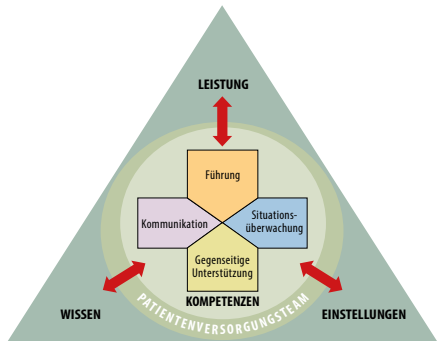 LEISTUNG
Führung
Kommunikation
Situations-
überwachung
Gegenseitige
Unterstützung
KOMPETENZEN
WISSEN
EINSTELLUNGEN
PATIENTENVERSORGUNGSTEAM